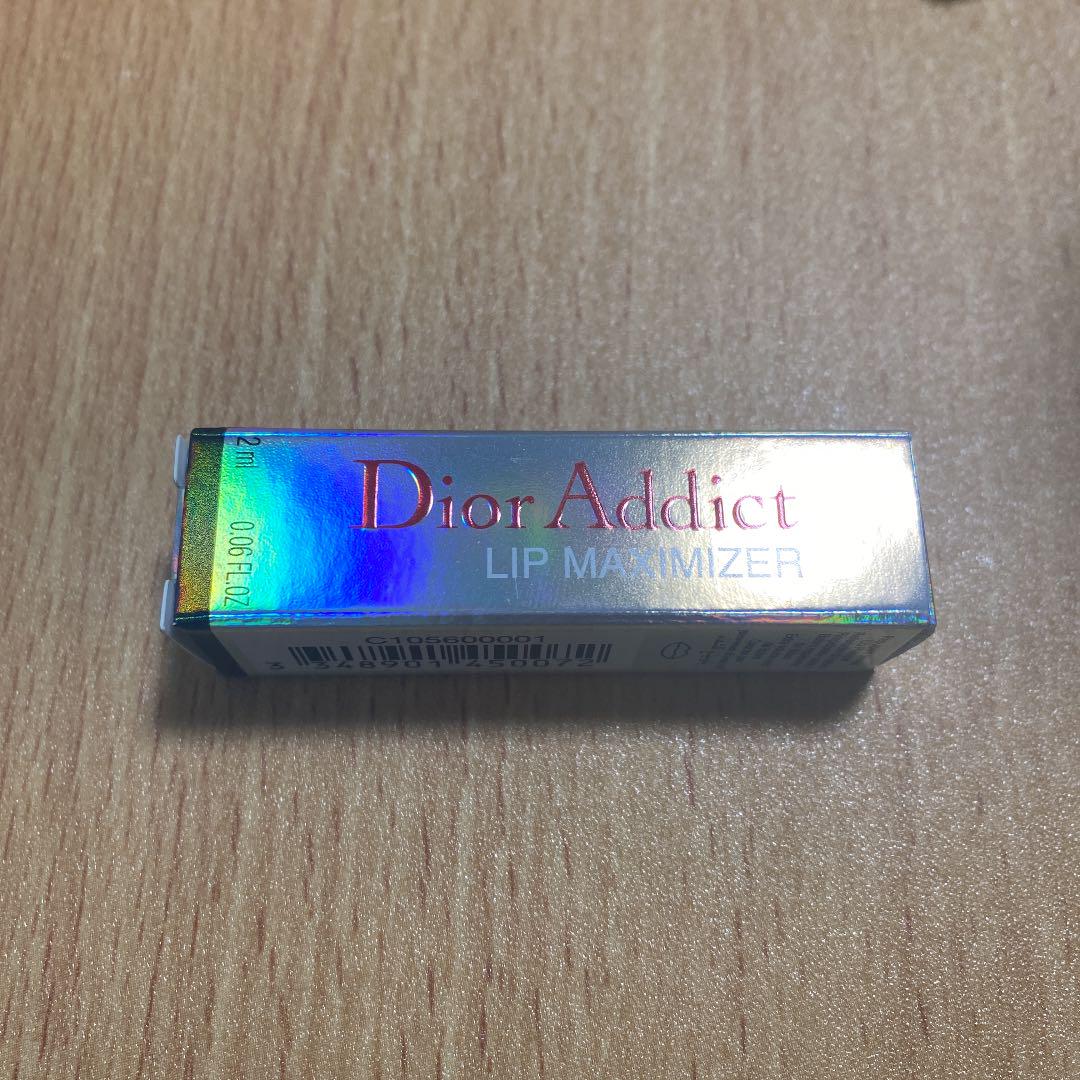 2 ml 0.06 FL.OZ
Dior Addict
LIP MAXIMIZER
C105600001
3 348901 450072